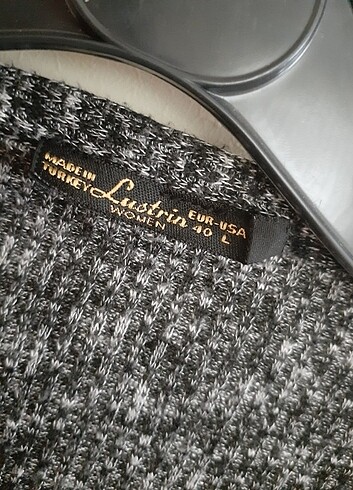 MADE IN
TURKEY
Lustrin
WOMEN
EUR-USA
40 L